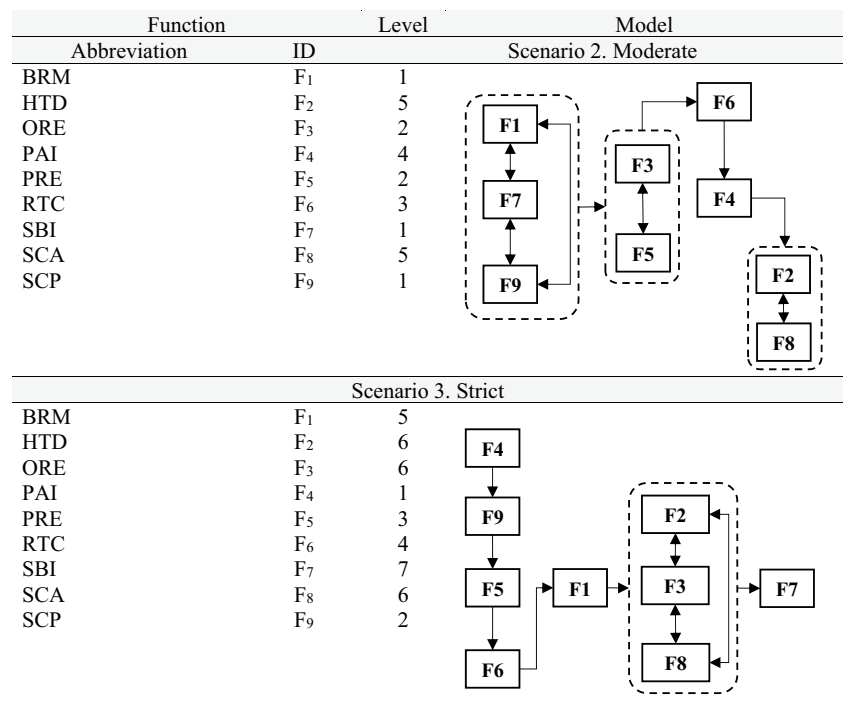 Function Level Model
Abbreviation ID Scenario 2. Moderate
BRM F1 1
HTD F2 5
ORE F3 2
PAI F4 4
PRE F5 2
RTC F6 3
SBI F7 1
SCA F8 5
SCP F9 1
F1
F7
F9
F3
F5
F6
F4
F2
F8
Scenario 3. Strict
BRM F1 5
HTD F2 6
ORE F3 6
PAI F4 1
PRE F5 3
RTC F6 4
SBI F7 7
SCA F8 6
SCP F9 2
F4
F9
F5
F6
F1
F2
F3
F8
F7